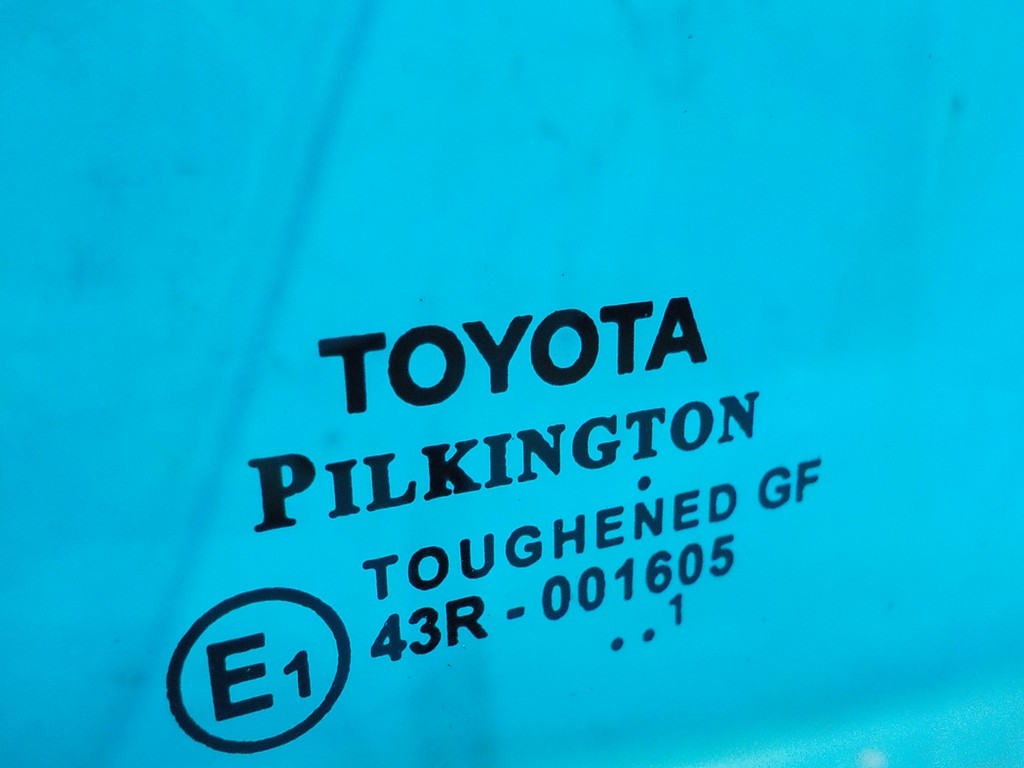 TOYOTA
PILKINGTON
TOUGHENED GF
E1 43R - 001605
. . 1